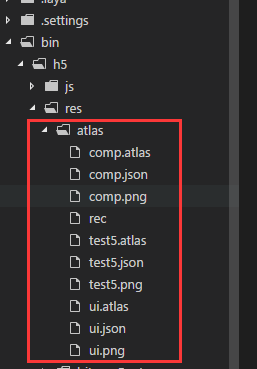 .laya
.settings
bin
h5
js
res
atlas
comp.atlas
comp.json
comp.png
rec
test5.atlas
test5.json
test5.png
ui.atlas
ui.json
ui.png